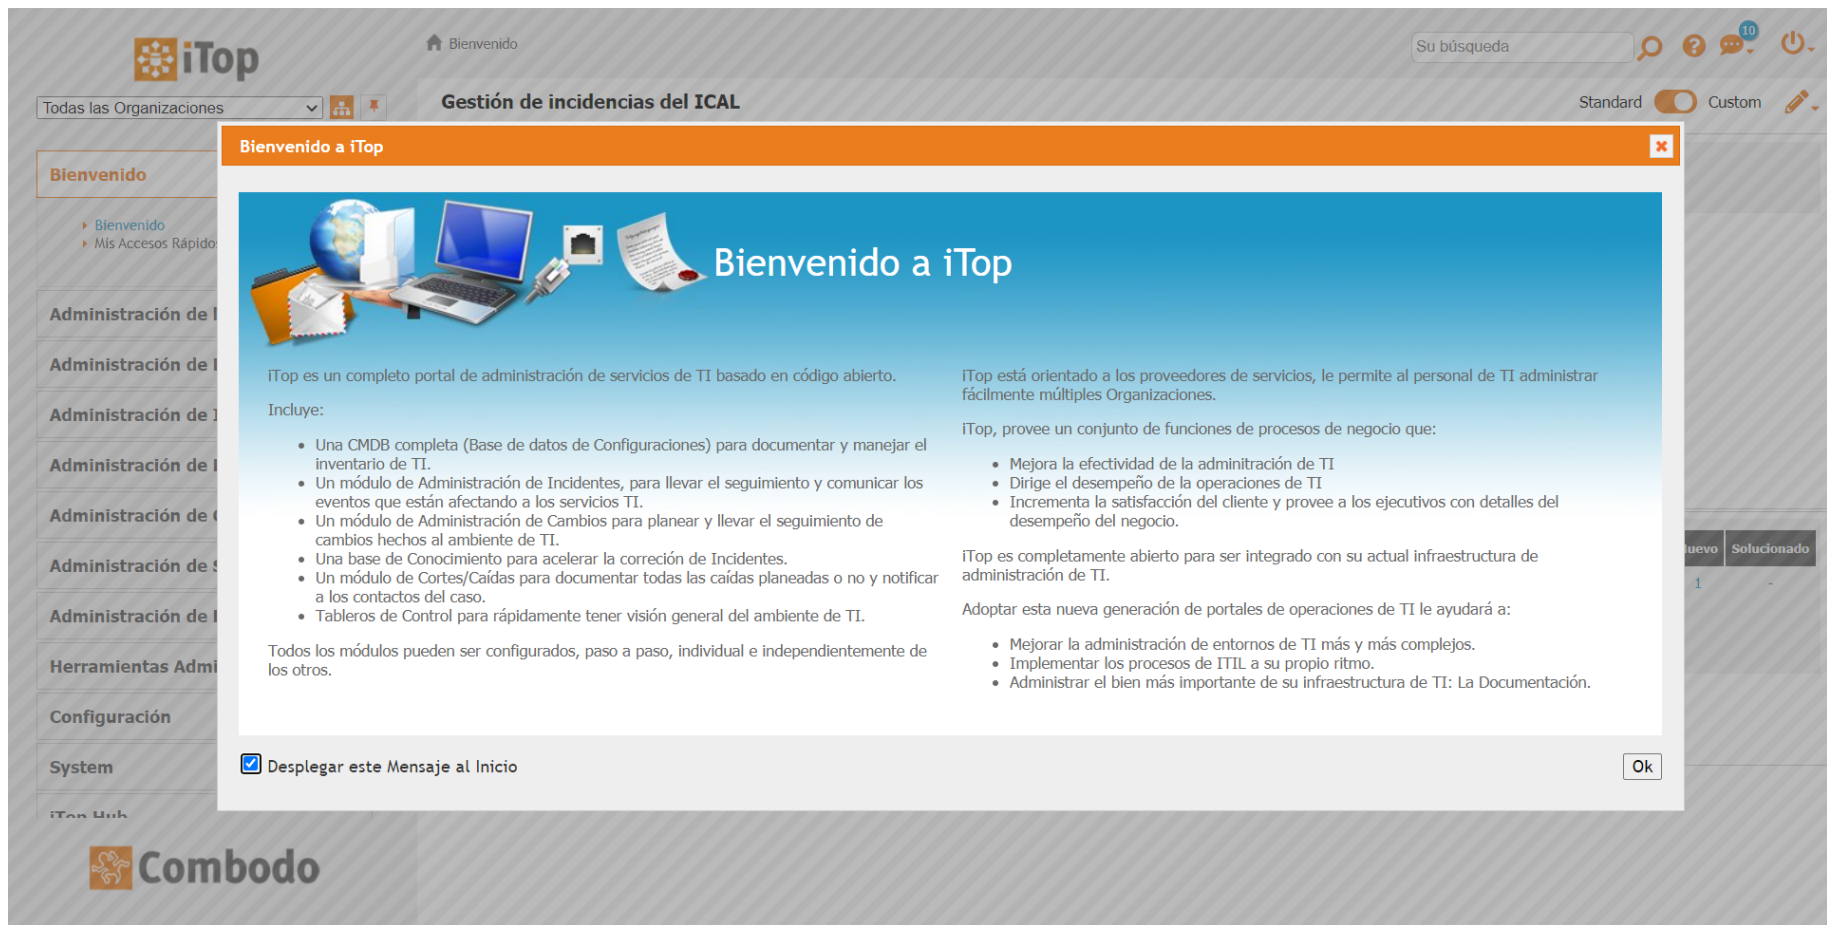 iTop
Bienvenido
Su búsqueda
10
Todas las Organizaciones
Gestión de incidencias del ICAL
Standard
Custom
Bienvenido a iTop
Bienvenido
Bienvenido
Mis Accesos Rápido
Administración de
Administración de
Administración de
Administración de
Administración de
Administración de
Administración de
Herramientas Admi
Configuración
System
iTop Hub
Combodo
Bienvenido a iTop
iTop es un completo portal de administración de servicios de TI basado en código abierto.
Incluye:
Una CMDB completa (Base de datos de Configuraciones) para documentar y manejar el
inventario de TI.
Un módulo de Administración de Incidentes, para llevar el seguimiento y comunicar los
eventos que están afectando a los servicios TI.
Un módulo de Administración de Cambios para planear y llevar el seguimiento de
cambios hechos al ambiente de TI.
Una base de Conocimiento para acelerar la correción de Incidentes.
Un módulo de Cortes/Caídas para documentar todas las caídas planeadas o no y notificar
a los contactos del caso.
Tableros de Control para rápidamente tener visión general del ambiente de TI.
Todos los módulos pueden ser configurados, paso a paso, individual e independientemente de
los otros.
iTop está orientado a los proveedores de servicios, le permite al personal de TI administrar
fácilmente múltiples Organizaciones.
iTop, provee un conjunto de funciones de procesos de negocio que:
Mejora la efectividad de la adminitración de TI
Dirige el desempeño de la operaciones de TI
Incrementa la satisfacción del cliente y provee a los ejecutivos con detalles del
desempeño del negocio.
iTop es completamente abierto para ser integrado con su actual infraestructura de
administración de TI.
Adoptar esta nueva generación de portales de operaciones de TI le ayudará a:
Mejorar la administración de entornos de TI más y más complejos.
Implementar los procesos de ITIL a su propio ritmo.
Administrar el bien más importante de su infraestructura de TI: La Documentación.
Desplegar este Mensaje al Inicio
Ok
uevo Solucionado
1 -